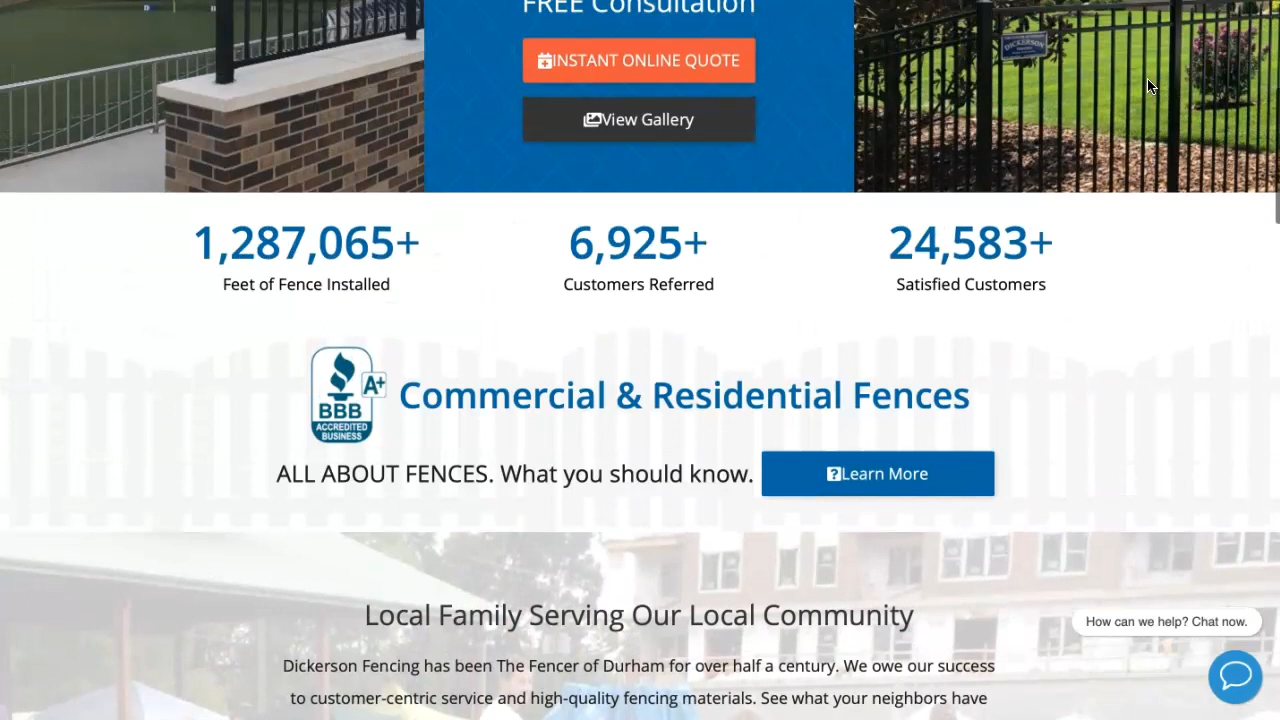 FREE Consultation
INSTANT ONLINE QUOTE
View Gallery
DICKERSON
1,287,065+
6,925+
24,583+
Feet of Fence Installed
Customers Referred
Satisfied Customers
A+
BBB
ACCREDITED
BUSINESS
Commercial & Residential Fences
ALL ABOUT FENCES. What you should know.
Learn More
Local Family Serving Our Local Community
How can we help? Chat now.
Dickerson Fencing has been The Fencer of Durham for over half a century. We owe our success
to customer-centric service and high-quality fencing materials. See what your neighbors have